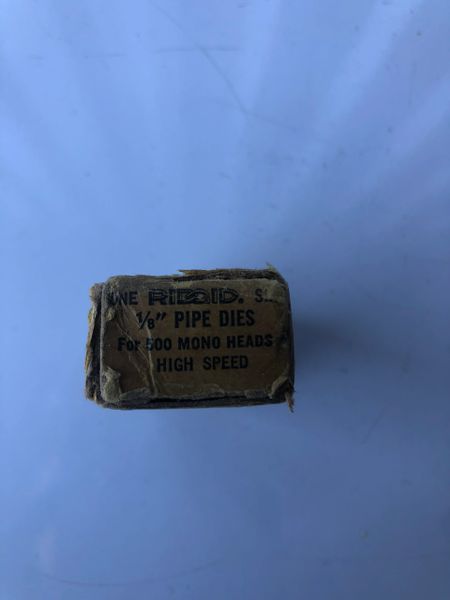 RIDGID.
1/8" PIPE DIES
For 500 MONO HEADS
HIGH SPEED